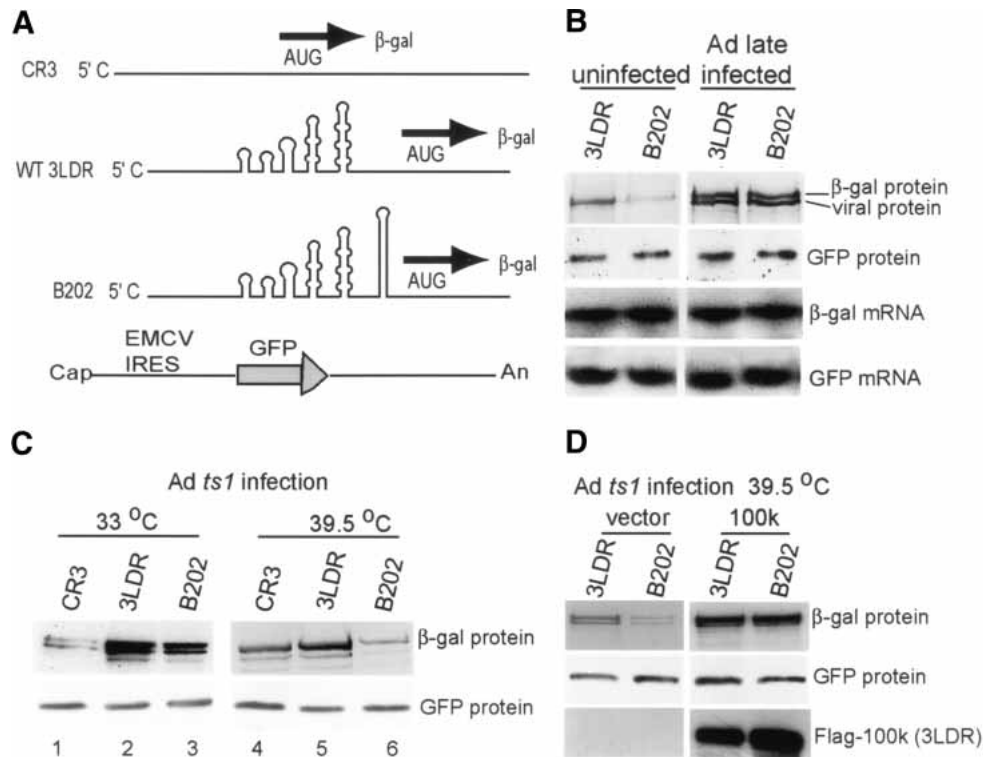 A
β-gal
AUG
CR3 5' C
β-gal
AUG
WT 3LDR 5' C
β-gal
AUG
B202 5' C
EMCV
IRES
GFP
Cap
An
B
Ad late
uninfected infected
3LDR B202 3LDR B202
β-gal protein
viral protein
GFP protein
β-gal mRNA
GFP mRNA
C
Ad ts1 infection
33 °C 39.5 °C
CR3 3LDR B202 CR3 3LDR B202
β-gal protein
GFP protein
1 2 3 4 5 6
D
Ad ts1 infection 39.5 °C
vector 100k
3LDR B202 3LDR B202
β-gal protein
GFP protein
Flag-100k (3LDR)